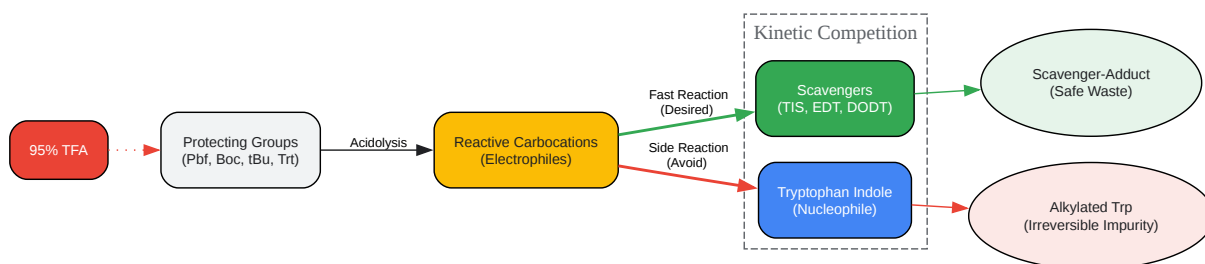 95% TFA
Protecting Groups
(Pbf, Boc, tBu, Trt)
Acidolysis
Reactive Carbocations
(Electrophiles)
Fast Reaction
(Desired)
Side Reaction
(Avoid)
Kinetic Competition
Scavengers
(TIS, EDT, DODT)
Tryptophan Indole
(Nucleophile)
Scavenger-Adduct
(Safe Waste)
Alkylated Trp
(Irreversible Impurity)